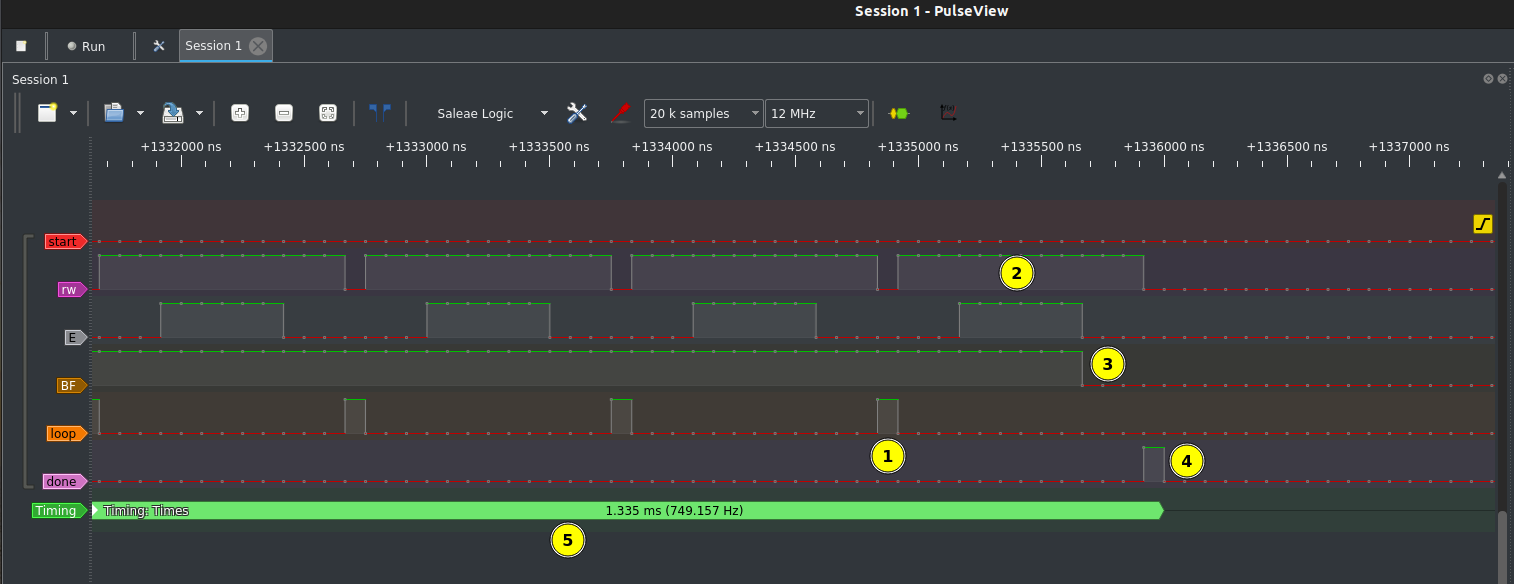 Session 1 - PulseView
Run
Session 1
Session 1
Saleae Logic
20 k samples
12 MHz
+1332000 ns +1332500 ns +1333000 ns +1333500 ns +1334000 ns +1334500 ns +1335000 ns +1335500 ns +1336000 ns +1336500 ns +1337000 ns
start
rw
2
E
3
BF
loop
1
4
done
Timing
Timing: Times
1.335 ms (749.157 Hz)
5